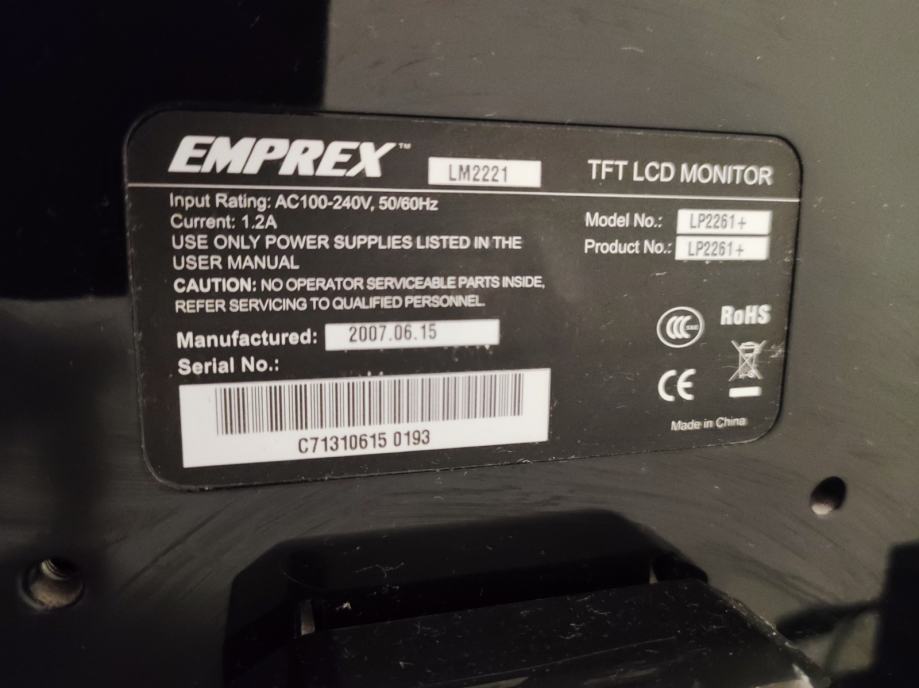 EMPREX™ LM2221 TFT LCD MONITOR
Input Rating: AC100-240V, 50/60Hz
Current: 1.2A
USE ONLY POWER SUPPLIES LISTED IN THE
USER MANUAL
CAUTION: NO OPERATOR SERVICEABLE PARTS INSIDE,
REFER SERVICING TO QUALIFIED PERSONNEL.
Manufactured: 2007.06.15
Serial No.:
C71310615 0193
Model No.: LP2261+
Product No.: LP2261+
CCC
RoHS
CE
Made in China